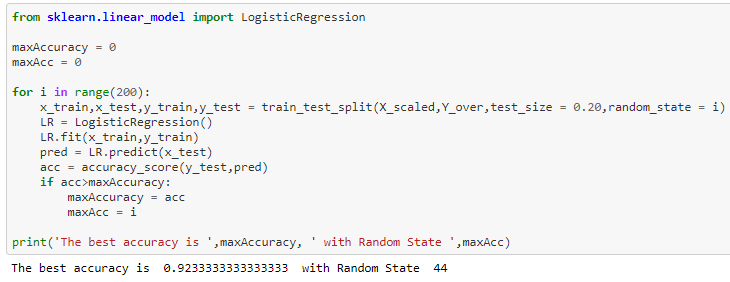 from sklearn.linear_model import LogisticRegression
maxAccuracy = 0
maxAcc = 0
for i in range(200):
    x_train,x_test,y_train,y_test = train_test_split(X_scaled,Y_over,test_size = 0.20,random_state = i)
    LR = LogisticRegression()
    LR.fit(x_train,y_train)
    pred = LR.predict(x_test)
    acc = accuracy_score(y_test,pred)
    if acc>maxAccuracy:
        maxAccuracy = acc
        maxAcc = i
print('The best accuracy is ',maxAccuracy, ' with Random State ',maxAcc)
The best accuracy is  0.9233333333333333  with Random State  44